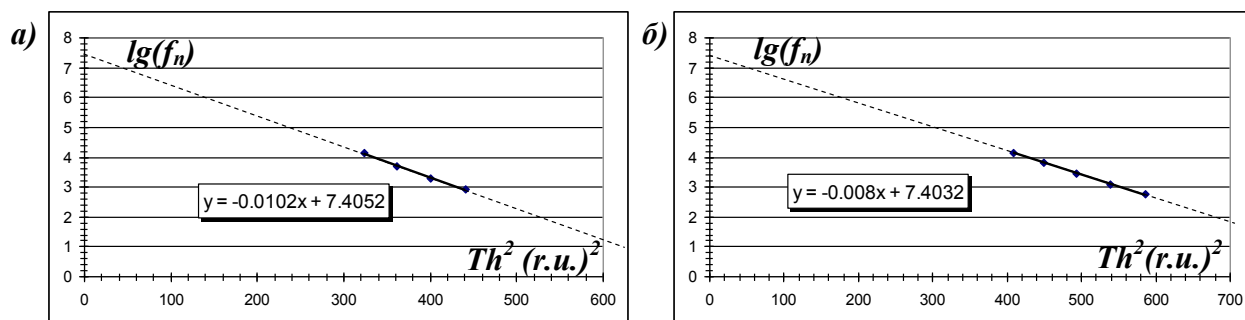 а)
lg(fn)
8
7
6
5
4
3
2
1
0
y = -0.0102x + 7.4052
Th² (r.u.)²
0 100 200 300 400 500 600
б)
lg(fn)
8
7
6
5
4
3
2
1
0
y = -0.008x + 7.4032
Th² (r.u.)²
0 100 200 300 400 500 600 700